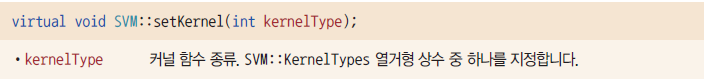 virtual void SVM::setKernel(int kernelType);
• kernelType 커널 함수 종류. SVM::KernelTypes 열거형 상수 중 하나를 지정합니다.